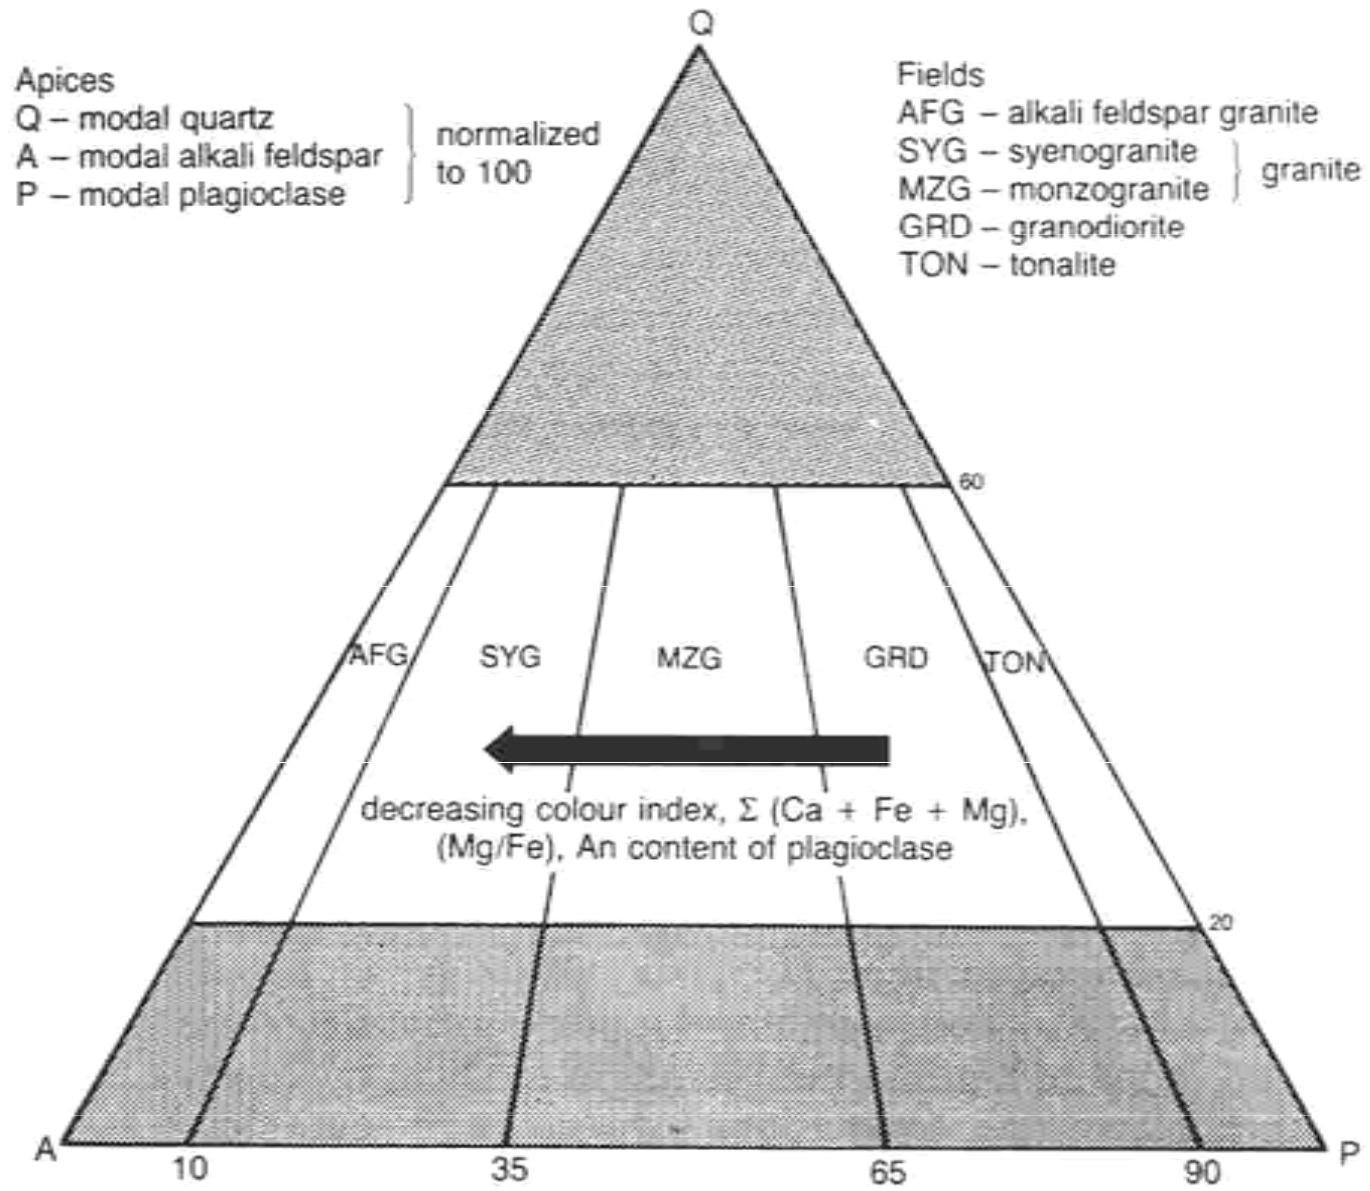 Q
Apices
Q – modal quartz
A – modal alkali feldspar
P – modal plagioclase
normalized
to 100
Fields
AFG – alkali feldspar granite
SYG – syenogranite
MZG – monzogranite
granite
GRD – granodiorite
TON – tonalite
60
AFG SYG MZG GRD TON
decreasing colour index, Σ (Ca + Fe + Mg),
(Mg/Fe), An content of plagioclase
20
A P
10 35 65 90